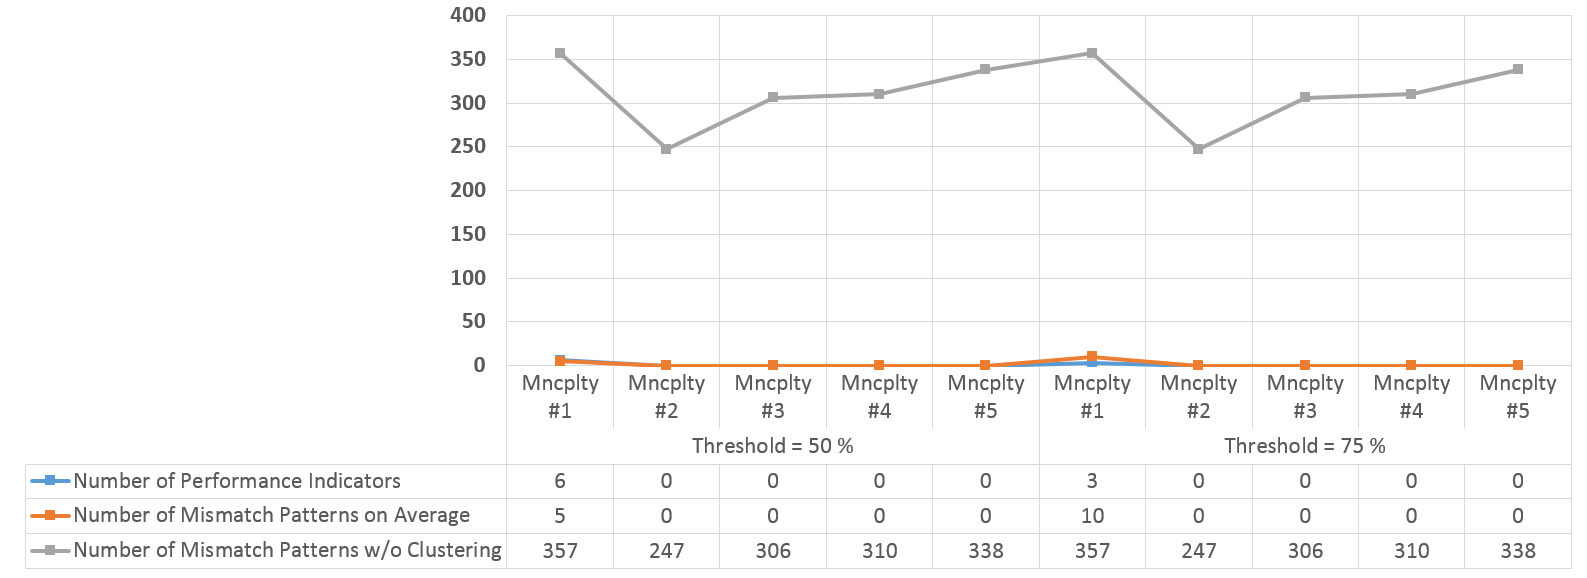 400
350
300
250
200
150
100
50
0
Mncplty Mncplty Mncplty Mncplty Mncplty Mncplty Mncplty Mncplty Mncplty Mncplty
#1 #2 #3 #4 #5 #1 #2 #3 #4 #5
Threshold = 50 % Threshold = 75 %
Number of Performance Indicators 6 0 0 0 0 3 0 0 0 0
Number of Mismatch Patterns on Average 5 0 0 0 0 10 0 0 0 0
Number of Mismatch Patterns w/o Clustering 357 247 306 310 338 357 247 306 310 338